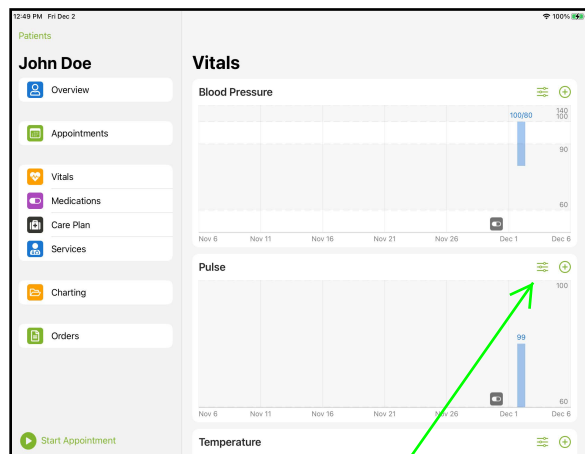 12:49 PM Fri Dec 2
100%
Patients
John Doe
Overview
Appointments
Vitals
Medications
Care Plan
Services
Charting
Orders
Start Appointment
Vitals
Blood Pressure
100/80
140
100
90
60
Nov 6 Nov 11 Nov 16 Nov 21 Nov 26 Dec 1 Dec 6
Pulse
100
99
60
Nov 6 Nov 11 Nov 16 Nov 21 Nov 26 Dec 1 Dec 6
Temperature